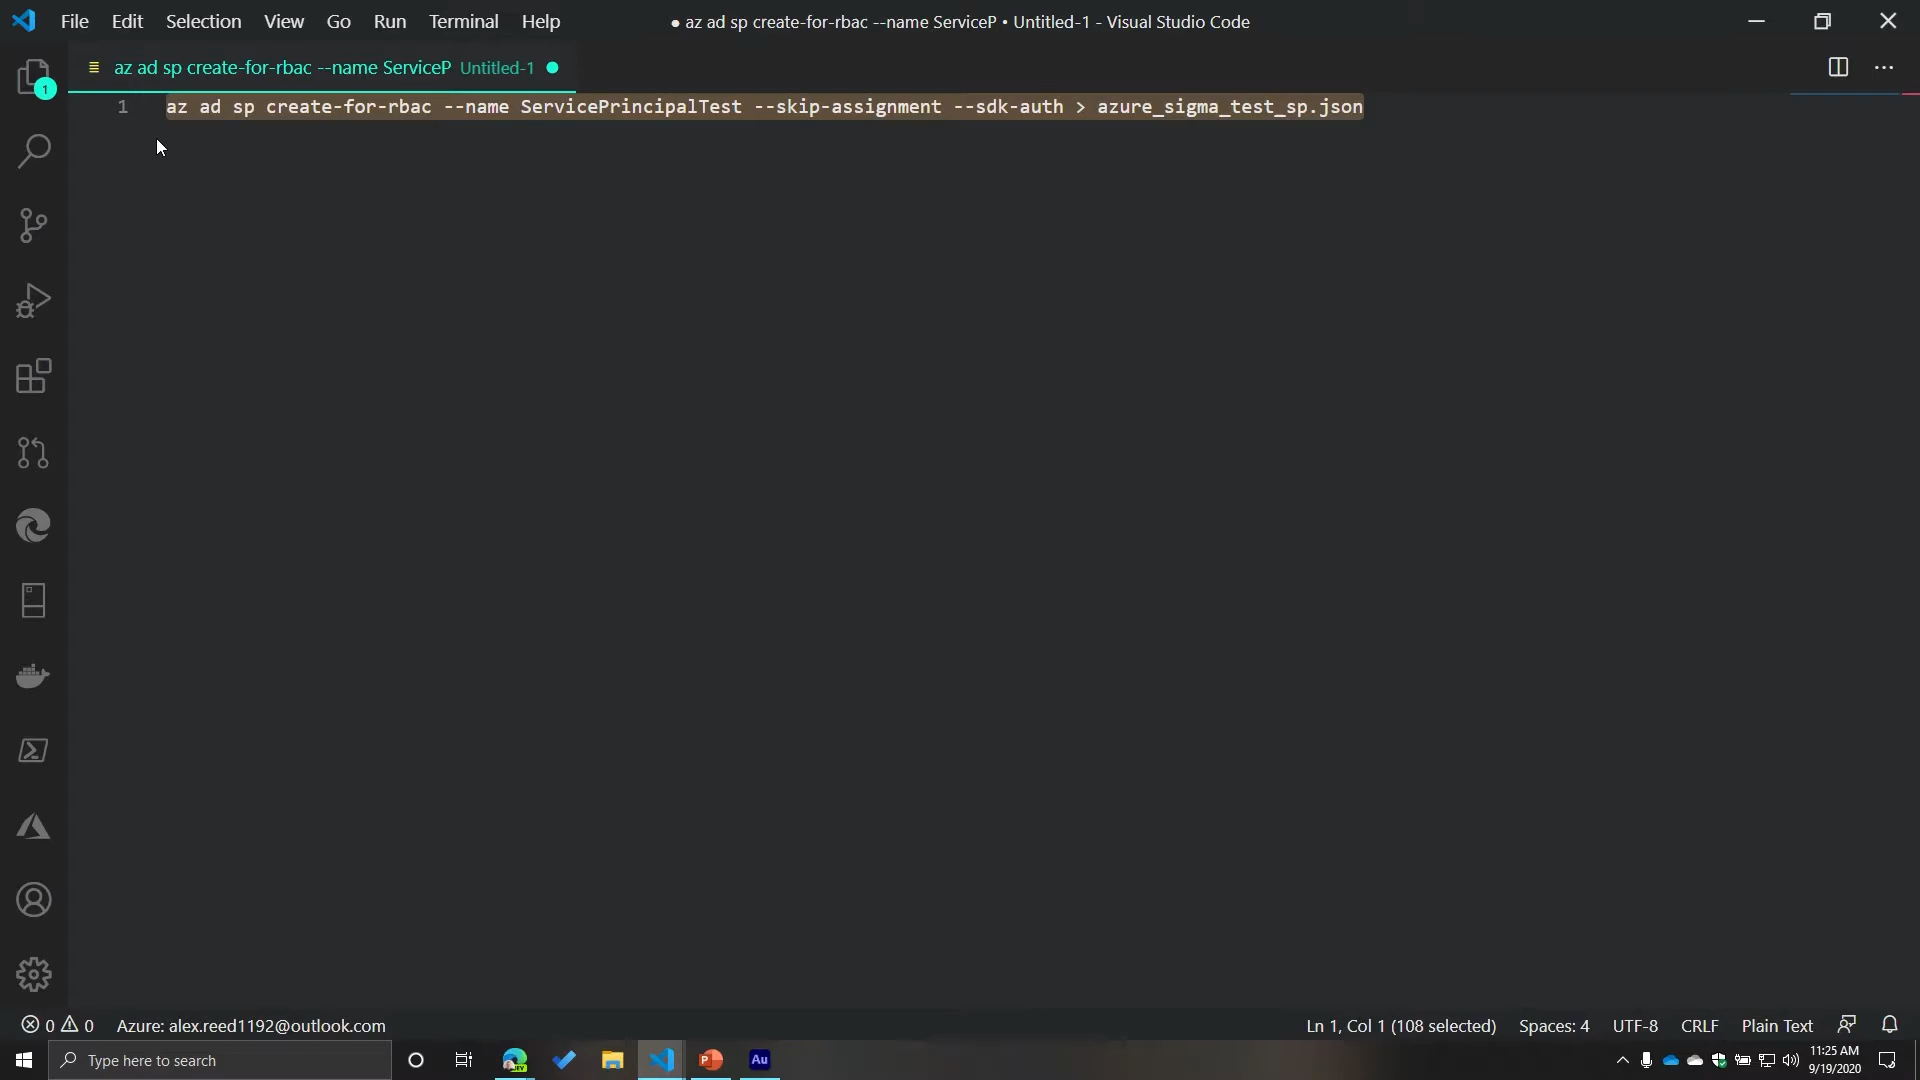 File Edit Selection View Go Run Terminal Help
● az ad sp create-for-rbac --name ServiceP • Untitled-1 - Visual Studio Code
az ad sp create-for-rbac --name ServiceP Untitled-1
1
1 az ad sp create-for-rbac --name ServicePrincipalTest --skip-assignment --sdk-auth > azure_sigma_test_sp.json
0 0 Azure: alex.reed1192@outlook.com
Ln 1, Col 1 (108 selected) Spaces: 4 UTF-8 CRLF Plain Text
Type here to search
P
Au
11:25 AM
9/19/2020